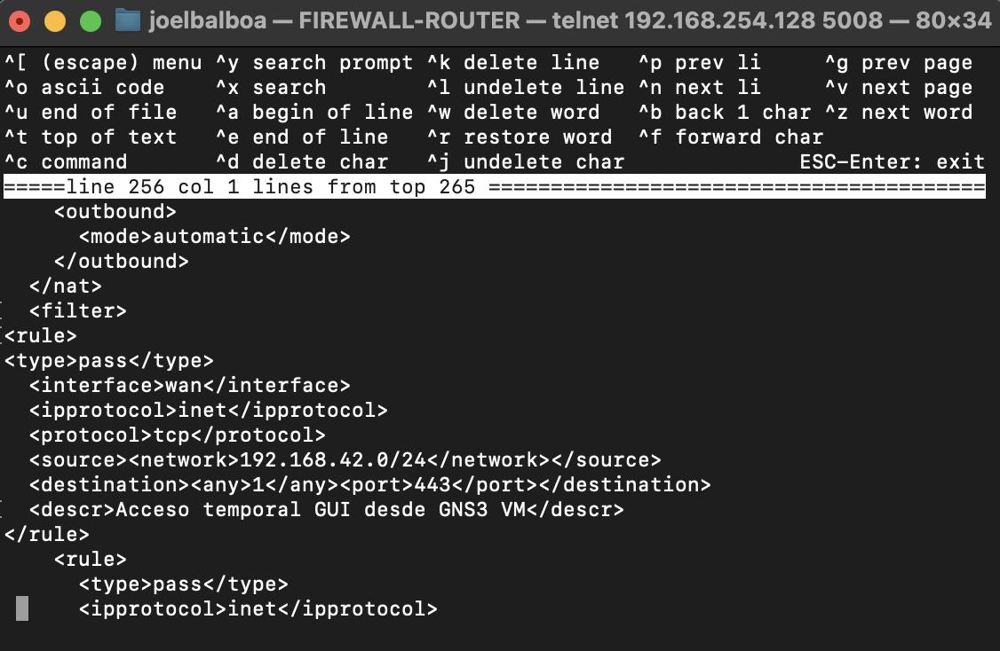 joelbalboa — FIREWALL-ROUTER — telnet 192.168.254.128 5008 — 80×34
^[ (escape) menu ^y search prompt ^k delete line   ^p prev li     ^g prev page
^o ascii code    ^x search        ^l undelete line ^n next li     ^v next page
^u end of file   ^a begin of line ^w delete word   ^b back 1 char ^z next word
^t top of text   ^e end of line   ^r restore word  ^f forward char
^c command       ^d delete char   ^j undelete char              ESC-Enter: exit
=====line 256 col 1 lines from top 265 ========================================
    <outbound>
      <mode>automatic</mode>
    </outbound>
  </nat>
  <filter>
<rule>
<type>pass</type>
  <interface>wan</interface>
  <ipprotocol>inet</ipprotocol>
  <protocol>tcp</protocol>
  <source><network>192.168.42.0/24</network></source>
  <destination><any>1</any><port>443</port></destination>
  <descr>Acceso temporal GUI desde GNS3 VM</descr>
</rule>
    <rule>
      <type>pass</type>
      <ipprotocol>inet</ipprotocol>